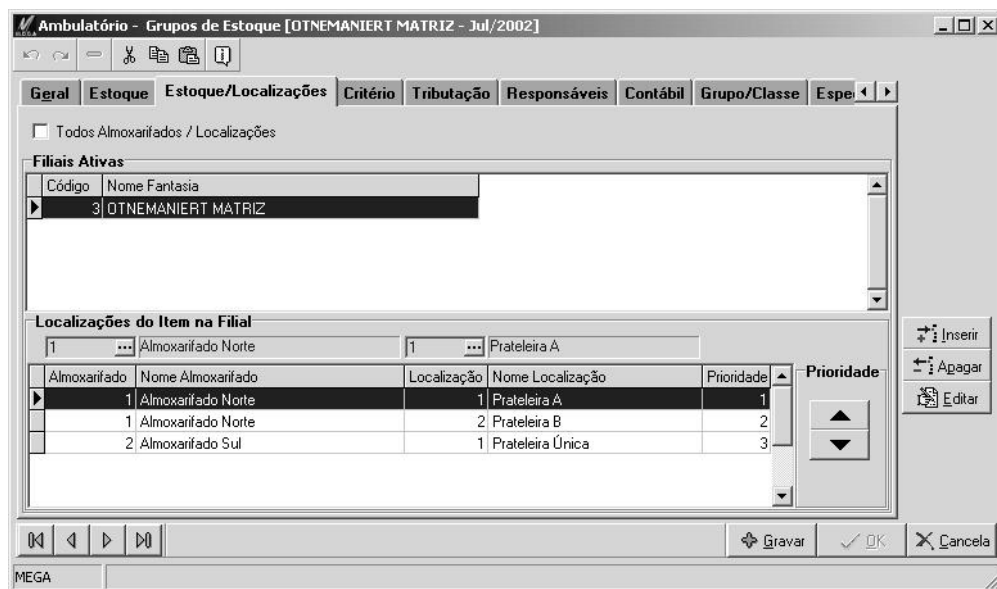 Ambulatório - Grupos de Estoque [OTNEMANIERT MATRIZ - Jul/2002]
Geral Estoque Estoque/Localizações Critério Tributação Responsáveis Contábil Grupo/Classe Espe
Todos Almoxarifados / Localizações
Filiais Ativas
Código Nome Fantasia
3 OTNEMANIERT MATRIZ
Localizações do Item na Filial
1 ... Almoxarifado Norte 1 ... Prateleira A
Almoxarifado Nome Almoxarifado Localização Nome Localização Prioridade
1 Almoxarifado Norte 1 Prateleira A 1
1 Almoxarifado Norte 2 Prateleira B 2
2 Almoxarifado Sul 1 Prateleira Única 3
Prioridade
Inserir
Apagar
Editar
Gravar OK Cancela
MEGA